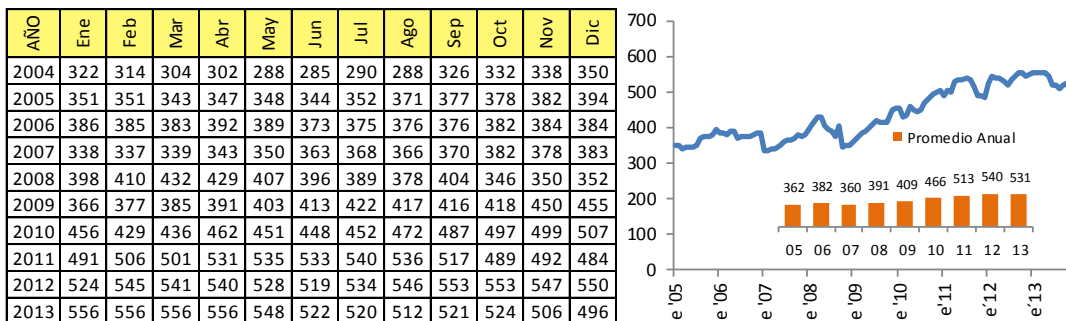 AÑO Ene Feb Mar Abr May Jun Jul Ago Sep Oct Nov Dic
2004 322 314 304 302 288 285 290 288 326 332 338 350
2005 351 351 343 347 348 344 352 371 377 378 382 394
2006 386 385 383 392 389 373 375 376 376 382 384 384
2007 338 337 339 343 350 363 368 366 370 382 378 383
2008 398 410 432 429 407 396 389 378 404 346 350 352
2009 366 377 385 391 403 413 422 417 416 418 450 455
2010 456 429 436 462 451 448 452 472 487 497 499 507
2011 491 506 501 531 535 533 540 536 517 489 492 484
2012 524 545 541 540 528 519 534 546 553 553 547 550
2013 556 556 556 556 548 522 520 512 521 524 506 496
700
600
500
400
300
200
100
0
Promedio Anual
362 382 360 391 409 466 513 540 531
05 06 07 08 09 10 11 12 13
e'05 e'06 e'07 e'08 e'09 e'10 e'11 e'12 e'13